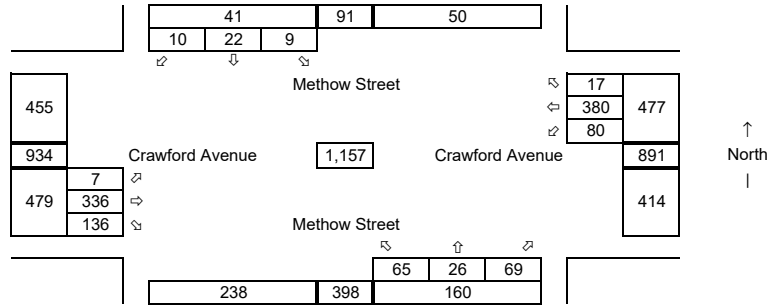 41 91 50
10 22 9
⬃ ⇩ ⬂
Methow Street
⬁ 17
455 ⇦ 380 477
⬃ 80 ↑
934 Crawford Avenue 1,157 Crawford Avenue 891 North
7 ⬀ |
479 336 ⇨ 414
136 ⬂ Methow Street
⬁ ⇧ ⬀
65 26 69
238 398 160